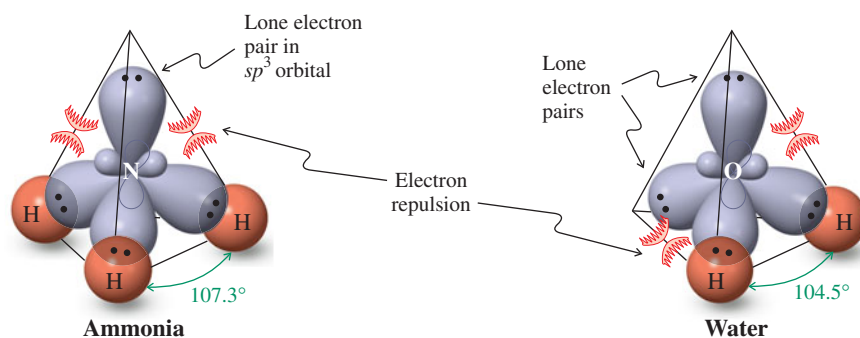 Lone electron
pair in
sp³ orbital
N
H
H
H
107.3°
Ammonia
Electron
repulsion
Lone
electron
pairs
O
H
H
104.5°
Water